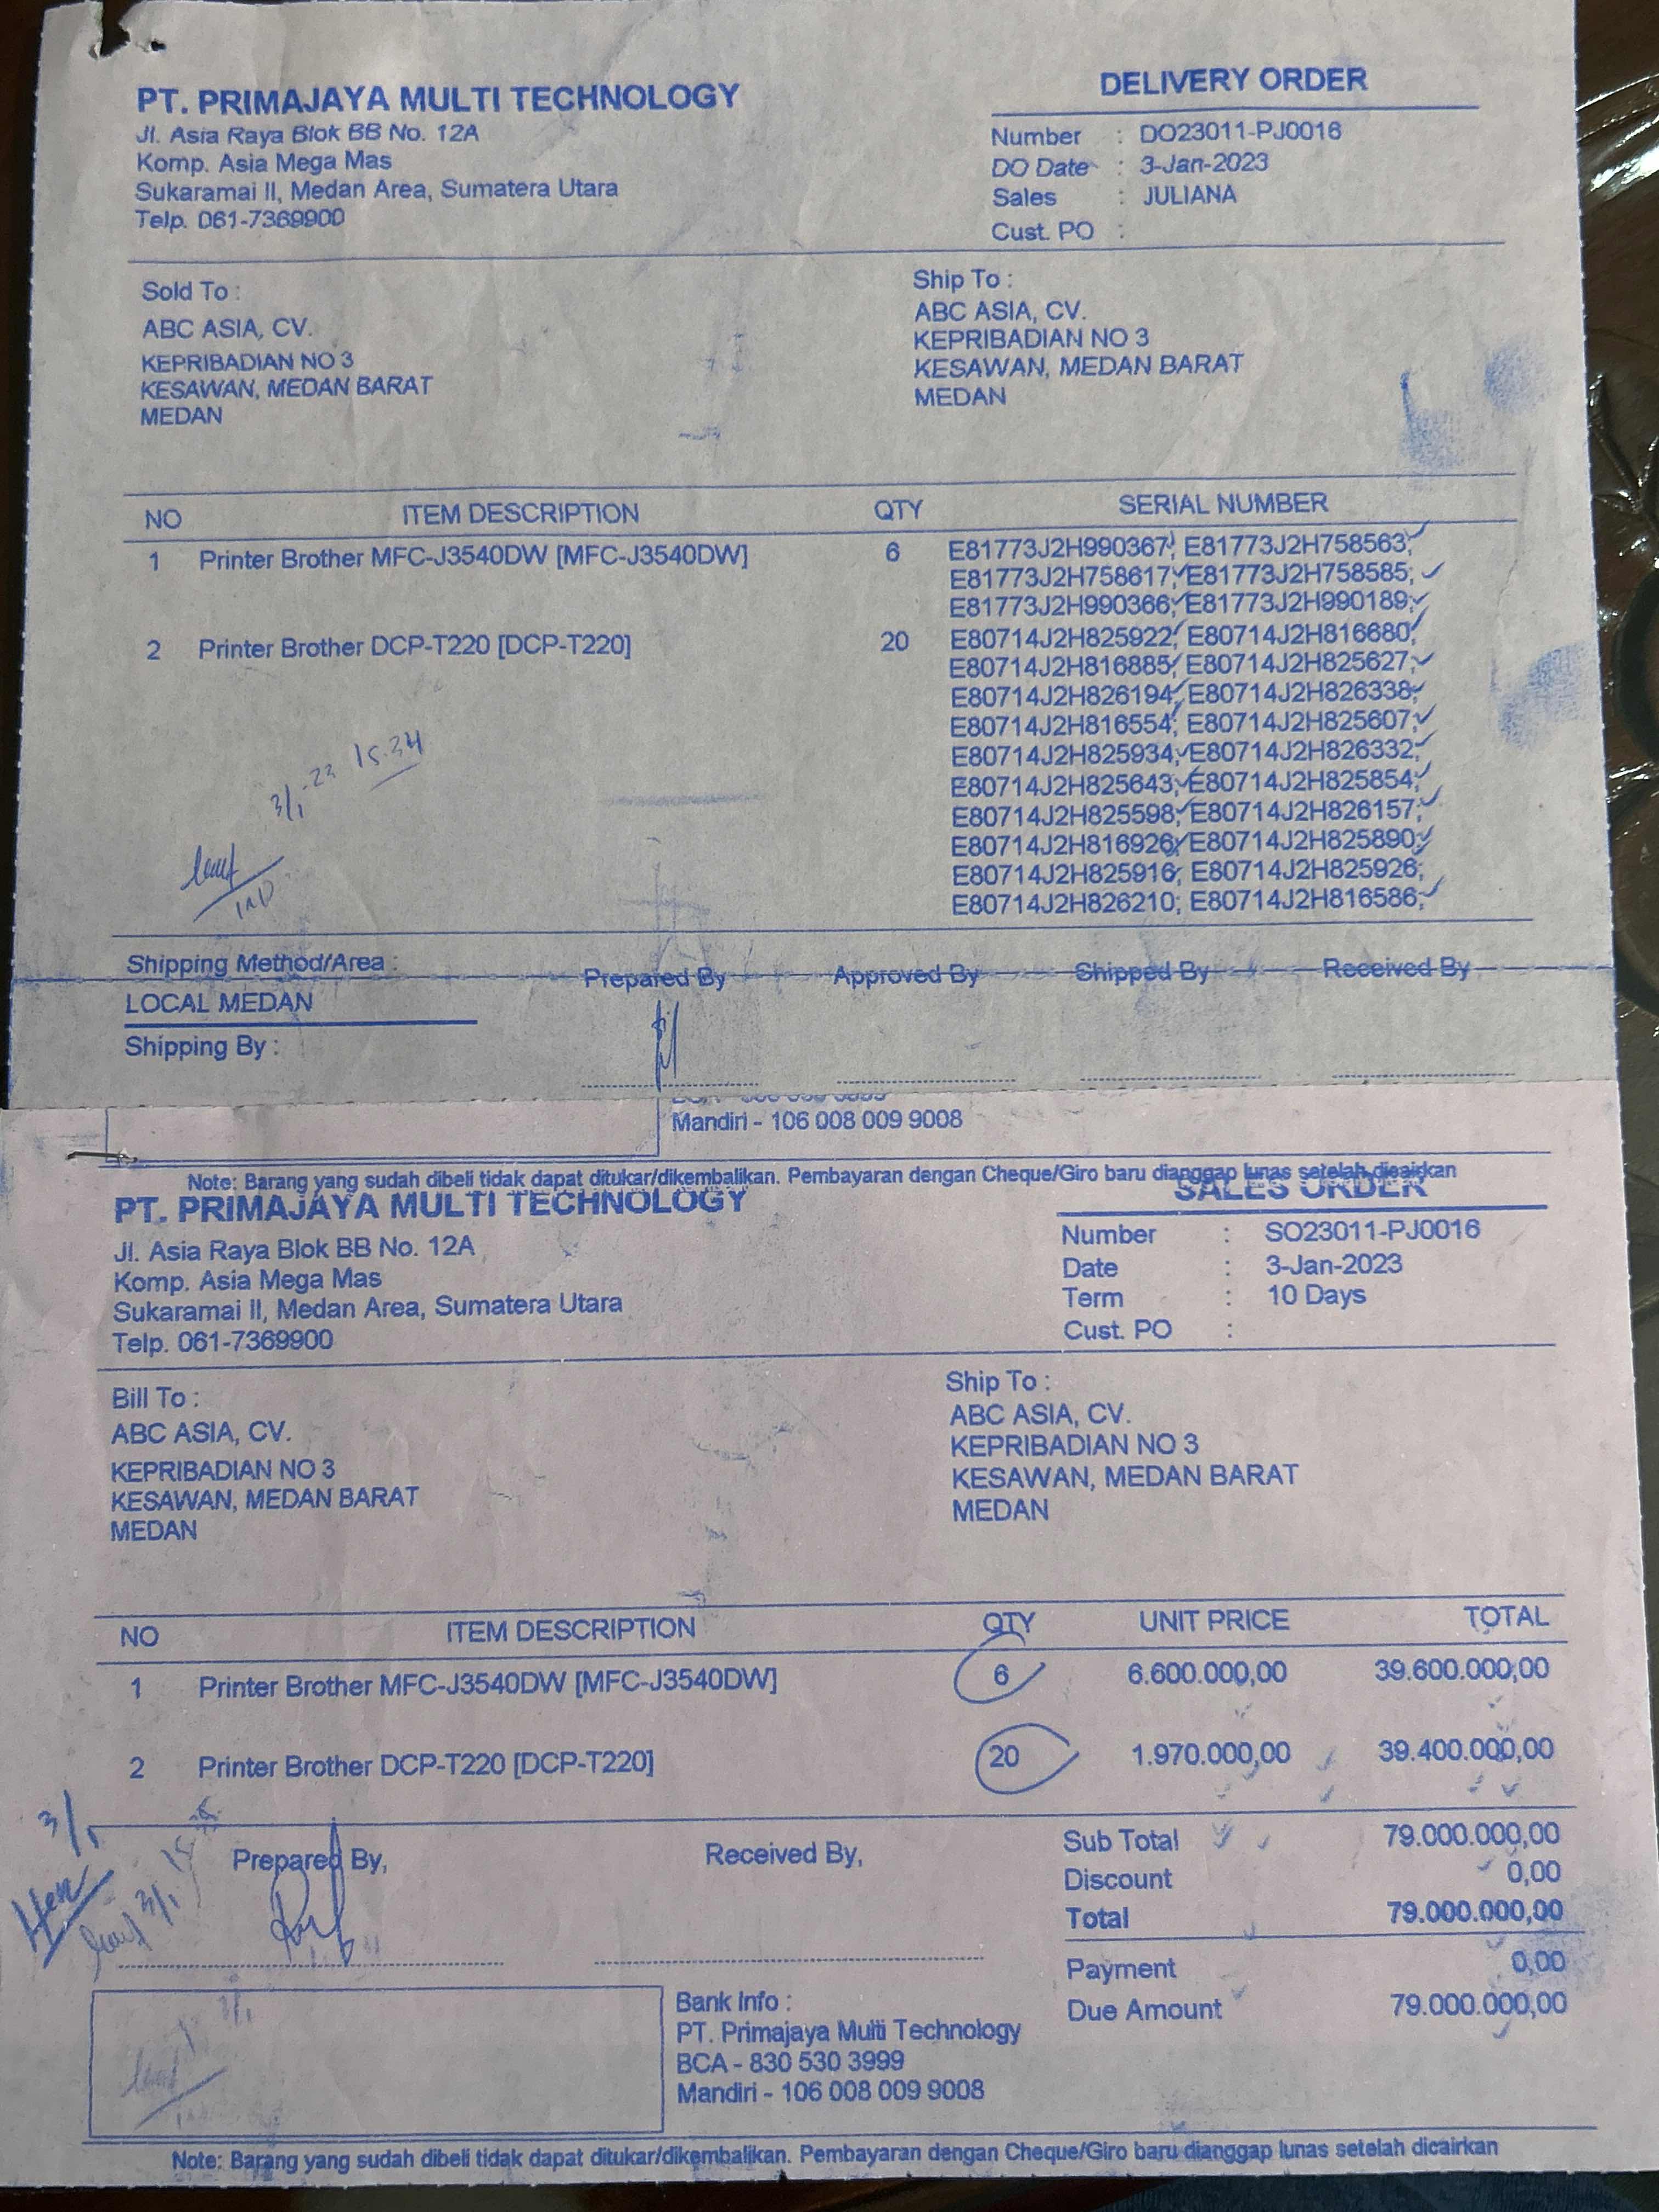 PT. PRIMAJAYA MULTI TECHNOLOGY
Jl. Asia Raya Blok BB No. 12A
Komp. Asia Mega Mas
Sukaramai II, Medan Area, Sumatera Utara
Telp. 061-7369900
DELIVERY ORDER
Number : DO23011-PJ0016
DO Date : 3-Jan-2023
Sales : JULIANA
Cust. PO :
Sold To :
ABC ASIA, CV.
KEPRIBADIAN NO 3
KESAWAN, MEDAN BARAT
MEDAN
Ship To :
ABC ASIA, CV.
KEPRIBADIAN NO 3
KESAWAN, MEDAN BARAT
MEDAN
NO ITEM DESCRIPTION QTY SERIAL NUMBER
1 Printer Brother MFC-J3540DW [MFC-J3540DW] 6 E81773J2H990367; E81773J2H758563;
E81773J2H758617; E81773J2H758585;
E81773J2H990366; E81773J2H990189;
2 Printer Brother DCP-T220 [DCP-T220] 20 E80714J2H825922; E80714J2H816680;
E80714J2H816885; E80714J2H825627;
E80714J2H826194; E80714J2H826338;
E80714J2H816554; E80714J2H825607;
E80714J2H825934; E80714J2H826332;
E80714J2H825643; E80714J2H825854;
E80714J2H825598; E80714J2H826157;
E80714J2H816926; E80714J2H825890;
E80714J2H825916; E80714J2H825926;
E80714J2H826210; E80714J2H816586;
3/1-23 15.34
Shipping Method/Area : Prepared By Approved By Shipped By Received By
LOCAL MEDAN
Shipping By :
Mandiri - 106 008 009 9008
Note: Barang yang sudah dibeli tidak dapat ditukar/dikembalikan. Pembayaran dengan Cheque/Giro baru dianggap lunas setelah dicairkan
PT. PRIMAJAYA MULTI TECHNOLOGY
Jl. Asia Raya Blok BB No. 12A
Komp. Asia Mega Mas
Sukaramai II, Medan Area, Sumatera Utara
Telp. 061-7369900
SALES ORDER
Number : SO23011-PJ0016
Date : 3-Jan-2023
Term : 10 Days
Cust. PO :
Bill To :
ABC ASIA, CV.
KEPRIBADIAN NO 3
KESAWAN, MEDAN BARAT
MEDAN
Ship To :
ABC ASIA, CV.
KEPRIBADIAN NO 3
KESAWAN, MEDAN BARAT
MEDAN
NO ITEM DESCRIPTION QTY UNIT PRICE TOTAL
1 Printer Brother MFC-J3540DW [MFC-J3540DW] 6 6.600.000,00 39.600.000,00
2 Printer Brother DCP-T220 [DCP-T220] 20 1.970.000,00 39.400.000,00
3/1
Prepared By,
Received By,
Sub Total 79.000.000,00
Discount 0,00
Total 79.000.000,00
Payment 0,00
Due Amount 79.000.000,00
Bank Info :
PT. Primajaya Multi Technology
BCA - 830 530 3999
Mandiri - 106 008 009 9008
Note: Barang yang sudah dibeli tidak dapat ditukar/dikembalikan. Pembayaran dengan Cheque/Giro baru dianggap lunas setelah dicairkan